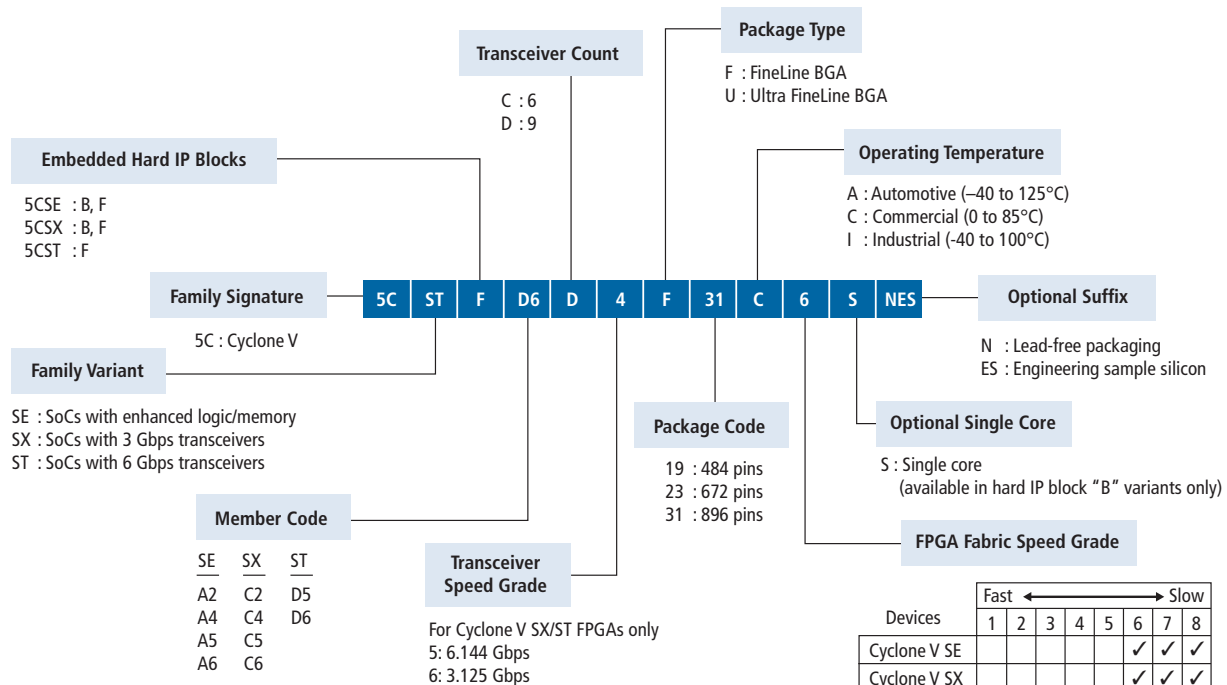 Package Type
F : FineLine BGA
U : Ultra FineLine BGA
Transceiver Count
C : 6
D : 9
Embedded Hard IP Blocks
5CSE : B, F
5CSX : B, F
5CST : F
Operating Temperature
A : Automotive (–40 to 125°C)
C : Commercial (0 to 85°C)
I : Industrial (-40 to 100°C)
Family Signature
5C : Cyclone V
5C ST F D6 D 4 F 31 C 6 S NES
Optional Suffix
N : Lead-free packaging
ES : Engineering sample silicon
Family Variant
SE : SoCs with enhanced logic/memory
SX : SoCs with 3 Gbps transceivers
ST : SoCs with 6 Gbps transceivers
Package Code
19 : 484 pins
23 : 672 pins
31 : 896 pins
Optional Single Core
S : Single core
(available in hard IP block “B” variants only)
Member Code
SE SX ST
A2 C2 D5
A4 C4 D6
A5 C5
A6 C6
Transceiver
Speed Grade
For Cyclone V SX/ST FPGAs only
5: 6.144 Gbps
6: 3.125 Gbps
FPGA Fabric Speed Grade
Fast Slow
Devices 1 2 3 4 5 6 7 8
Cyclone V SE ✓ ✓ ✓
Cyclone V SX ✓ ✓ ✓